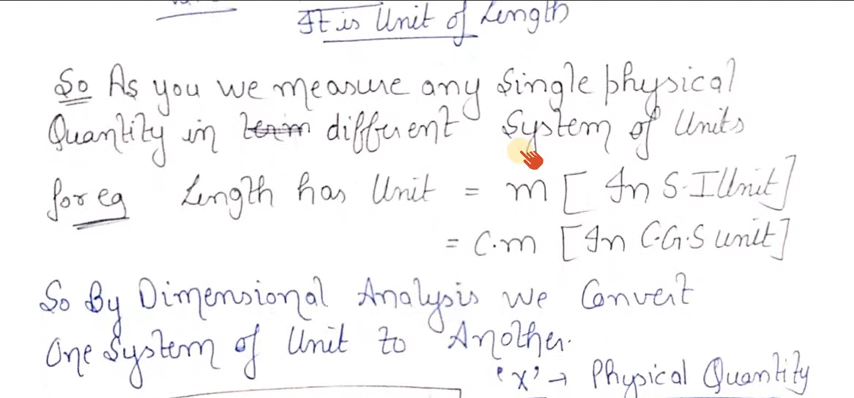 It is Unit of Length
So As you we measure any Single physical
Quantity in term different System of Units
for eg Length has Unit = m [In S.I Unit]
= C.m [In C.G.S unit]
So By Dimensional Analysis we Convert
One System of Unit to Another.
'x' → Physical Quantity